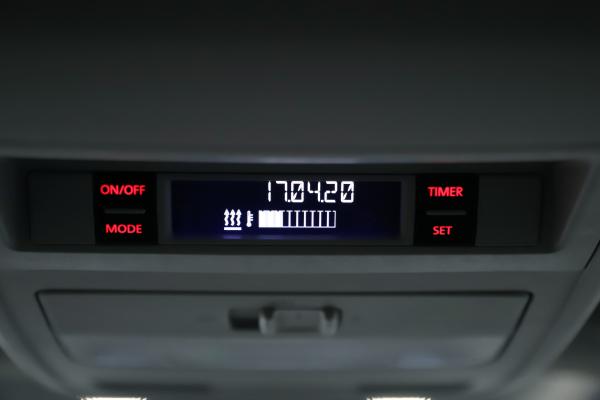 ON/OFF 17.04.20 TIMER
MODE SET